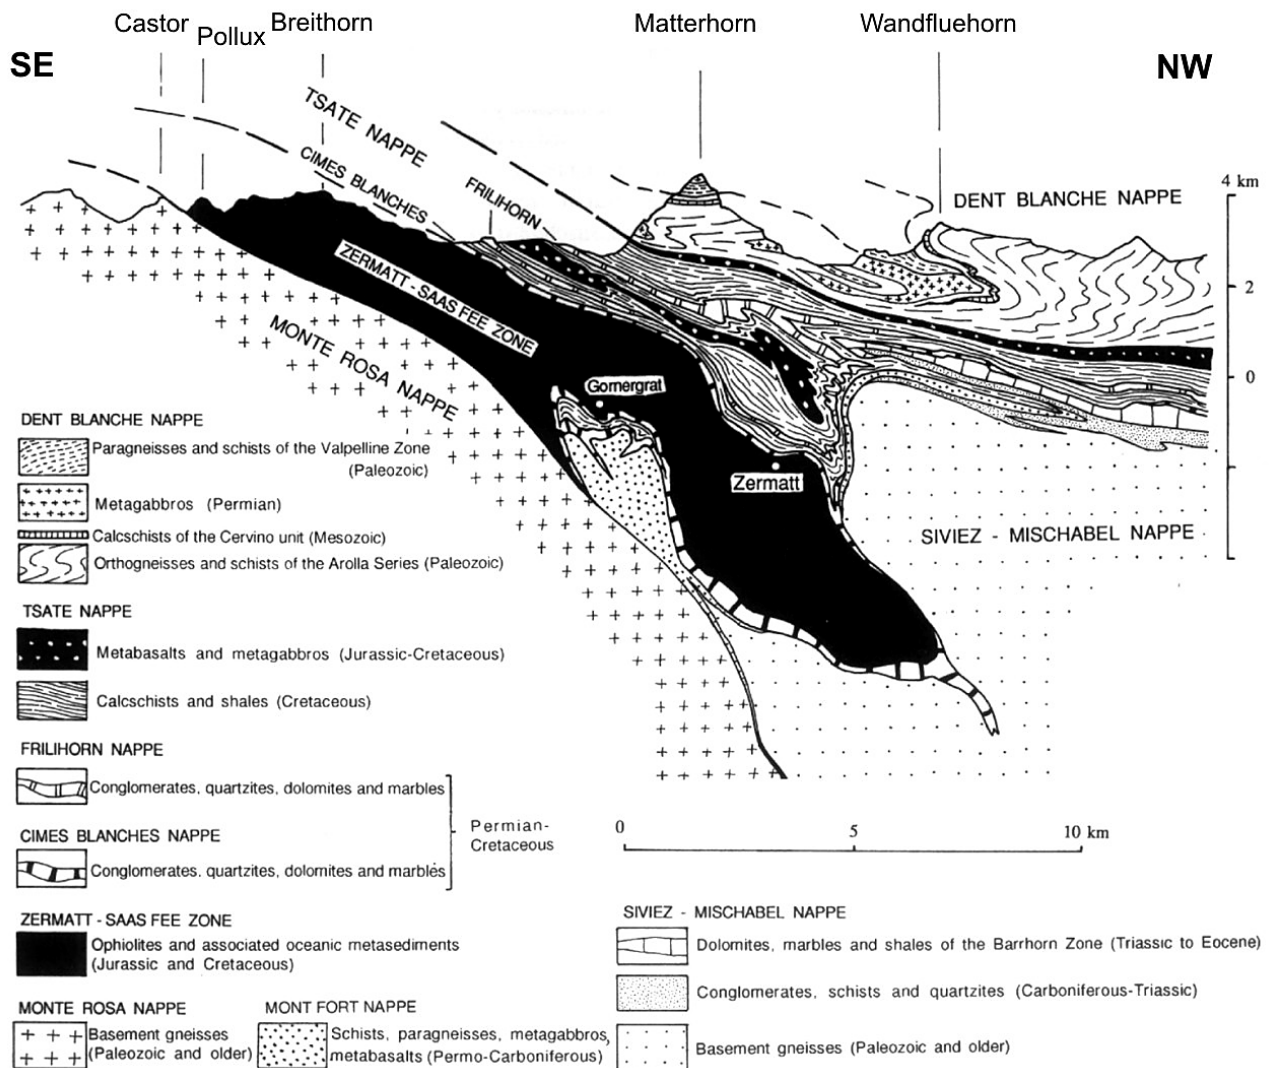 Castor
Pollux
Breithorn
Matterhorn
Wandfluehorn
SE
NW
TSATE NAPPE
CIMES BLANCHES
FRILIHORN
DENT BLANCHE NAPPE
4 km
2
0
ZERMATT - SAAS FEE ZONE
MONTE ROSA NAPPE
Gornergrat
Zermatt
SIVIEZ - MISCHABEL NAPPE
DENT BLANCHE NAPPE
Paragneisses and schists of the Valpelline Zone
(Paleozoic)
Metagabbros (Permian)
Calcschists of the Cervino unit (Mesozoic)
Orthogneisses and schists of the Arolla Series (Paleozoic)
TSATE NAPPE
Metabasalts and metagabbros (Jurassic-Cretaceous)
Calcschists and shales (Cretaceous)
FRILIHORN NAPPE
Conglomerates, quartzites, dolomites and marbles
CIMES BLANCHES NAPPE
Conglomerates. quartzites, dolomites and marbles
Permian-
Cretaceous
0 5 10 km
ZERMATT - SAAS FEE ZONE
Ophiolites and associated oceanic metasediments
(Jurassic and Cretaceous)
MONTE ROSA NAPPE
Basement gneisses
(Paleozoic and older)
MONT FORT NAPPE
Schists, paragneisses, metagabbros,
metabasalts (Permo-Carboniferous)
SIVIEZ - MISCHABEL NAPPE
Dolomites, marbles and shales of the Barrhorn Zone (Triassic to Eocene)
Conglomerates, schists and quartzites (Carboniferous-Triassic)
Basement gneisses (Paleozoic and older)